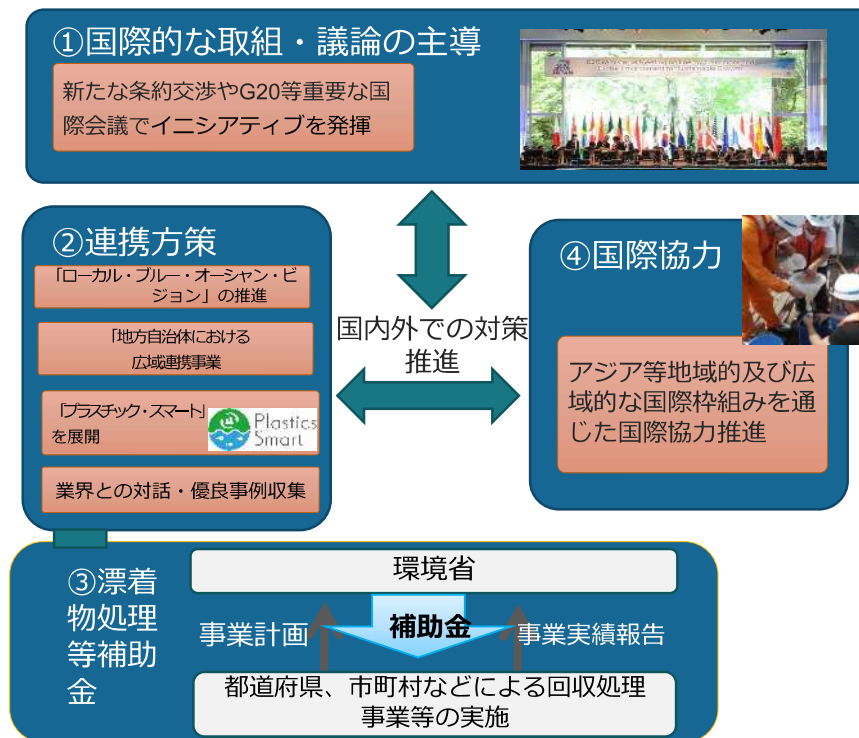 ①国際的な取組・議論の主導
新たな条約交渉やG20等重要な国
際会議でイニシアティブを発揮
②連携方策
「ローカル・ブルー・オーシャン・ビ
ジョン」の推進
「地方自治体における
広域連携事業
「プラスチック・スマート」
を展開
Plastics
Smart
業界との対話・優良事例収集
国内外での対策
推進
④国際協力
アジア等地域的及び広
域的な国際枠組みを通
じた国際協力推進
③漂着
物処理
等補助
金
環境省
事業計画
補助金
事業実績報告
都道府県、市町村などによる回収処理
事業等の実施